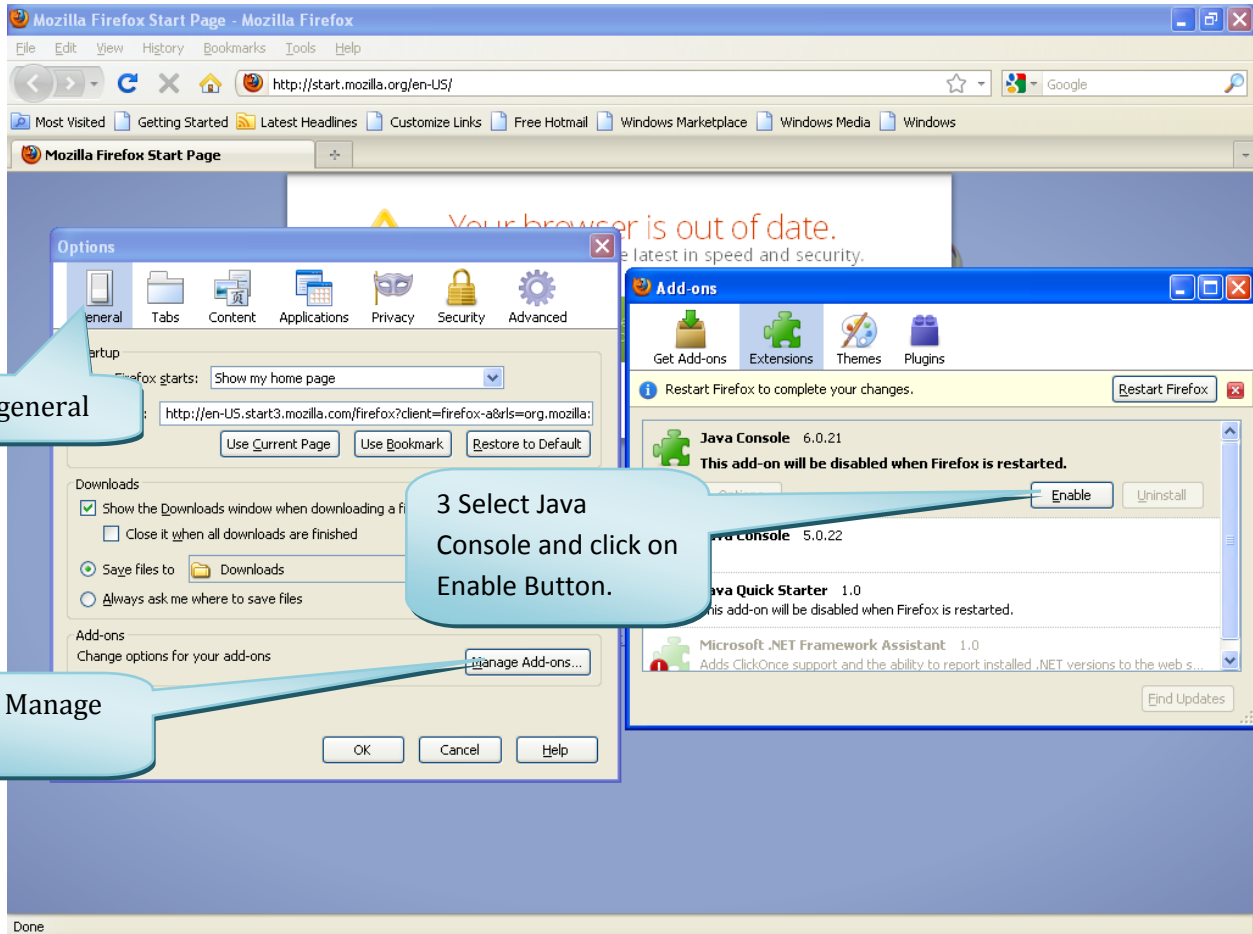 Mozilla Firefox Start Page - Mozilla Firefox
File Edit View History Bookmarks Tools Help
http://start.mozilla.org/en-US/
Google
Most Visited Getting Started Latest Headlines Customize Links Free Hotmail Windows Marketplace Windows Media Windows
Mozilla Firefox Start Page
Your browser is out of date.
latest in speed and security.
Options
General Tabs Content Applications Privacy Security Advanced
starts: Show my home page
general
http://en-US.start3.mozilla.com/firefox?client=firefox-a&rls=org.mozilla:
Use Current Page Use Bookmark Restore to Default
Downloads
Show the Downloads window when downloading a
Close it when all downloads are finished
Save files to Downloads
Always ask me where to save files
Add-ons
Change options for your add-ons
Manage Add-ons...
Manage
OK Cancel Help
Add-ons
Get Add-ons Extensions Themes Plugins
Restart Firefox to complete your changes.
Restart Firefox
Java Console 6.0.21
This add-on will be disabled when Firefox is restarted.
Enable Uninstall
3 Select Java
Console and click on
Enable Button.
Console 5.0.22
Java Quick Starter 1.0
This add-on will be disabled when Firefox is restarted.
Microsoft .NET Framework Assistant 1.0
Adds ClickOnce support and the ability to report installed .NET versions to the web s...
Find Updates
Done